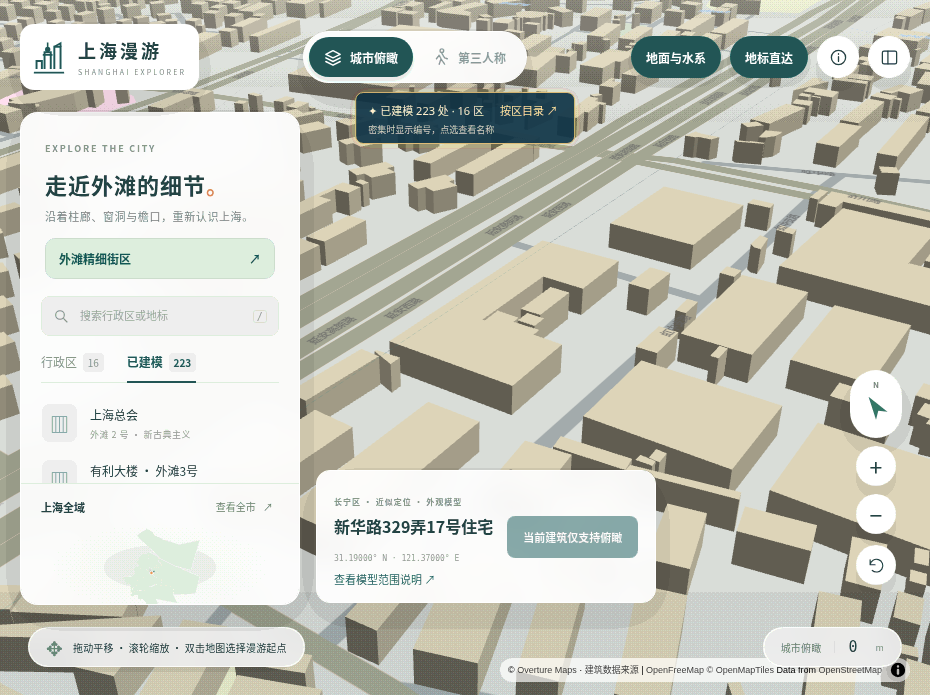 上海漫游
SHANGHAI EXPLORER
城市俯瞰
第三人称
地面与水系
地标直达
✦ 已建模 223 处 · 16 区 按区目录 ↗
密集时显示编号，点选查看名称
EXPLORE THE CITY
走近外滩的细节。
沿着柱廊、窗洞与檐口，重新认识上海。
外滩精细街区 ↗
搜索行政区或地标 /
行政区 16 已建模 223
上海总会
外滩 2 号 · 新古典主义
有利大楼 · 外滩3号
上海全域 查看全市 ↗
长宁区 · 近似定位 · 外观模型
新华路329弄17号住宅
当前建筑仅支持俯瞰
31.19000° N · 121.37000° E
查看模型范围说明 ↗
N
+
−
拖动平移 · 滚轮缩放 · 双击地图选择漫游起点
城市俯瞰 0 m
© Overture Maps · 建筑数据来源 | OpenFreeMap © OpenMapTiles Data from OpenStreetMap